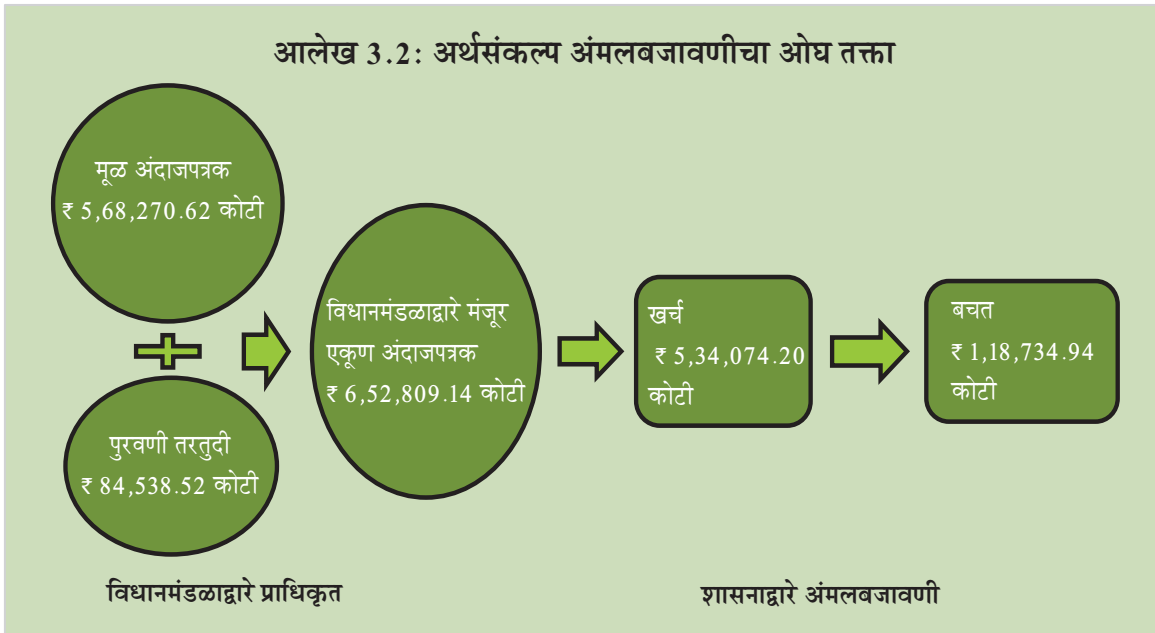 आलेख 3.2: अर्थसंकल्प अंमलबजावणीचा ओघ तक्ता
मूळ अंदाजपत्रक
₹ 5,68,270.62 कोटी
पुरवणी तरतुदी
₹ 84,538.52 कोटी
विधानमंडळाद्वारे मंजूर
एकूण अंदाजपत्रक
₹ 6,52,809.14 कोटी
खर्च
₹ 5,34,074.20
कोटी
बचत
₹ 1,18,734.94
कोटी
विधानमंडळाद्वारे प्राधिकृत
शासनाद्वारे अंमलबजावणी